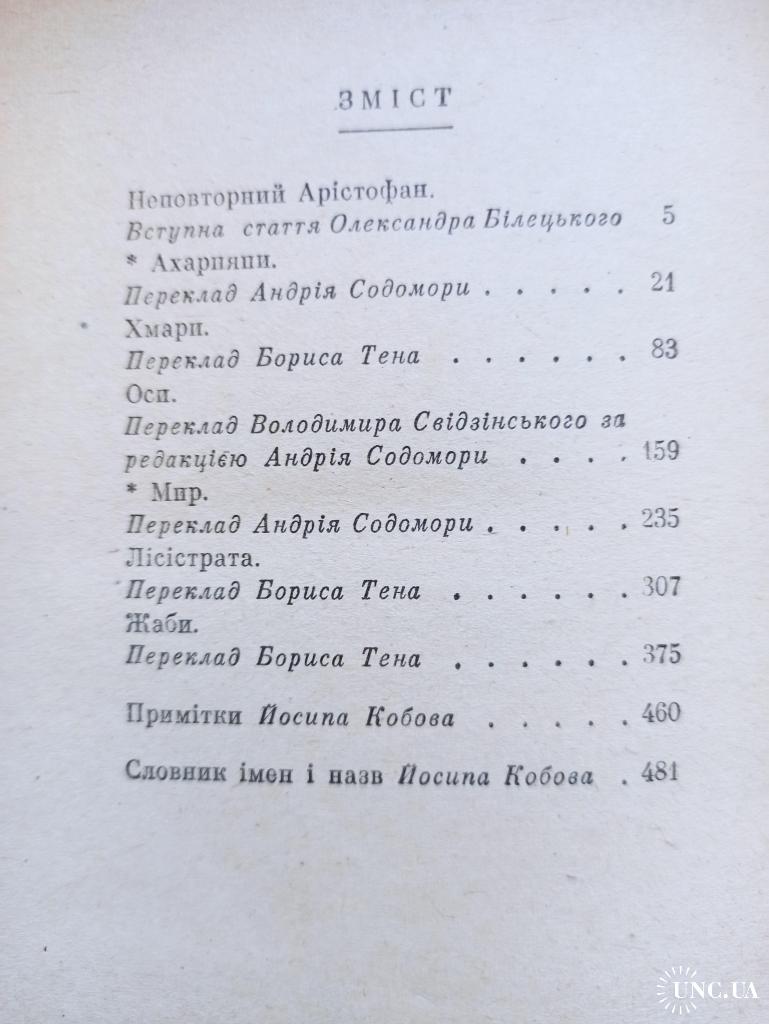 ЗМІСТ
Неповторний Арістофан.
Вступна стаття Олександра Білецького 5
* Ахарняни.
Переклад Андрія Содомори . . . . . 21
Хмари.
Переклад Бориса Тена . . . . . . 83
Оси.
Переклад Володимира Свідзінського за
редакцією Андрія Содомори . . . . 159
* Мир.
Переклад Андрія Содомори . . . . . 235
Лісістрата.
Переклад Бориса Тена . . . . . . 307
Жаби.
Переклад Бориса Тена . . . . . . 375
Примітки Йосипа Кобова . . . . . 460
Словник імен і назв Йосипа Кобова . 481
UNC.UA